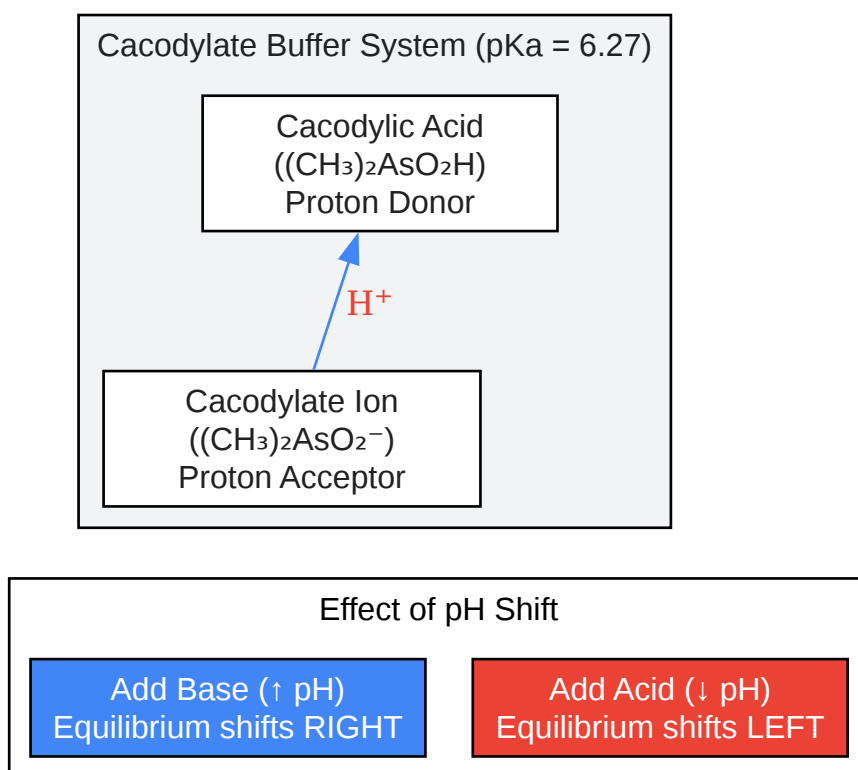 Cacodylate Buffer System (pKa = 6.27)
Cacodylic Acid
((CH₃)₂AsO₂H)
Proton Donor
H⁺
Cacodylate Ion
((CH₃)₂AsO₂⁻)
Proton Acceptor
Effect of pH Shift
Add Base (↑ pH)
Equilibrium shifts RIGHT
Add Acid (↓ pH)
Equilibrium shifts LEFT